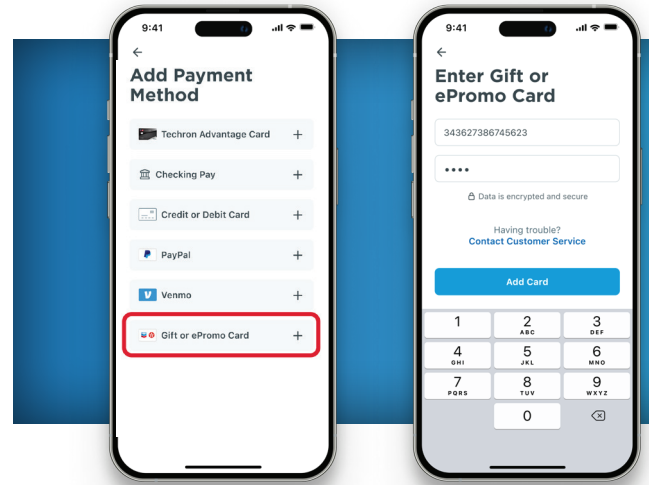 9:41
Add Payment
Method
Techron Advantage Card
Checking Pay
Credit or Debit Card
PayPal
V Venmo
Gift or ePromo Card
9:41
Enter Gift or
ePromo Card
343627386745623
Data is encrypted and secure
Having trouble?
Contact Customer Service
Add Card
1 2 3
ABC DEF
4 5 6
GHI JKL MNO
7 8 9
PQRS TUV WXYZ
0